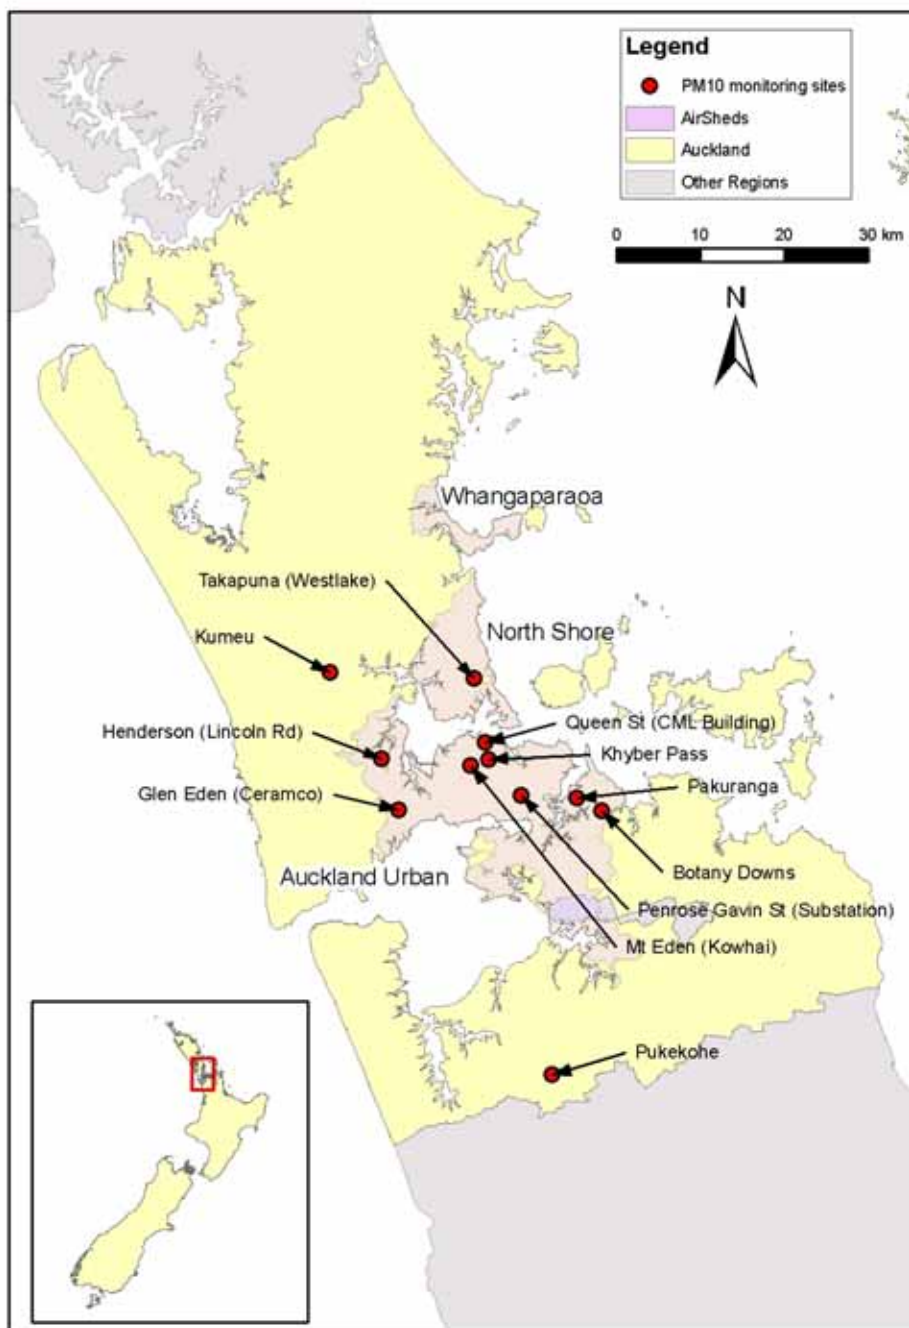 Legend
PM10 monitoring sites
AirSheds
Auckland
Other Regions
0 10 20 30 km
N
Whangaparaoa
Takapuna (Westlake)
North Shore
Kumeu
Queen St (CML Building)
Henderson (Lincoln Rd)
Khyber Pass
Pakuranga
Glen Eden (Ceramco)
Botany Downs
Auckland Urban
Penrose Gavin St (Substation)
Mt Eden (Kowhai)
Pukekohe